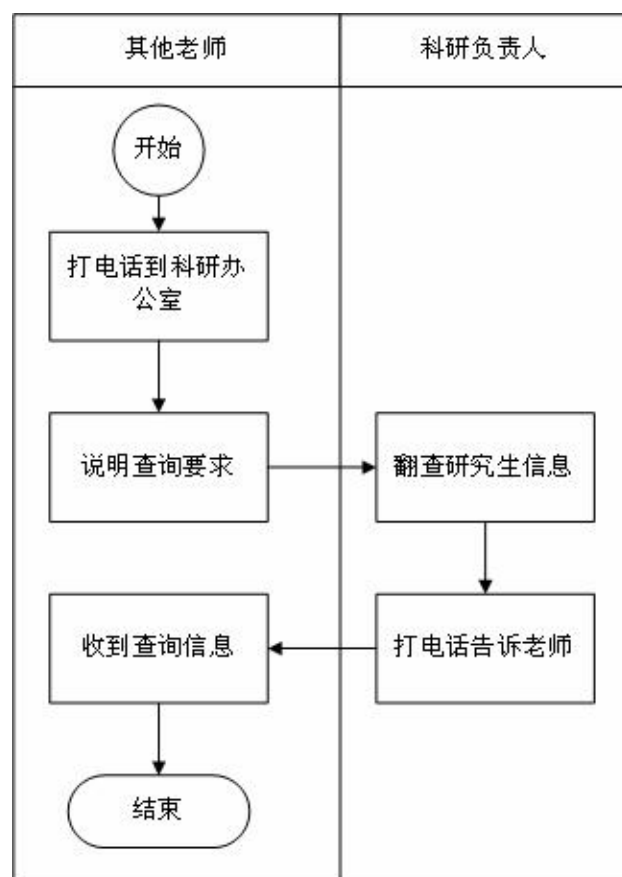 其他老师
科研负责人
开始
打电话到科研办
公室
说明查询要求
翻查研究生信息
收到查询信息
打电话告诉老师
结束